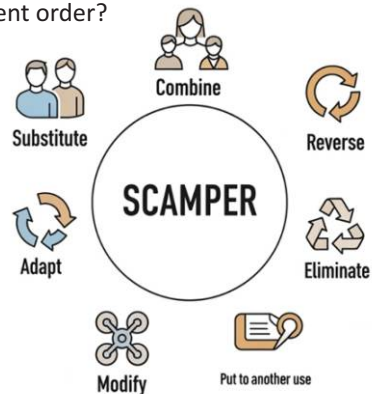 ent order?
Combine
Substitute
Reverse
SCAMPER
Adapt
Eliminate
Modify
Put to another use